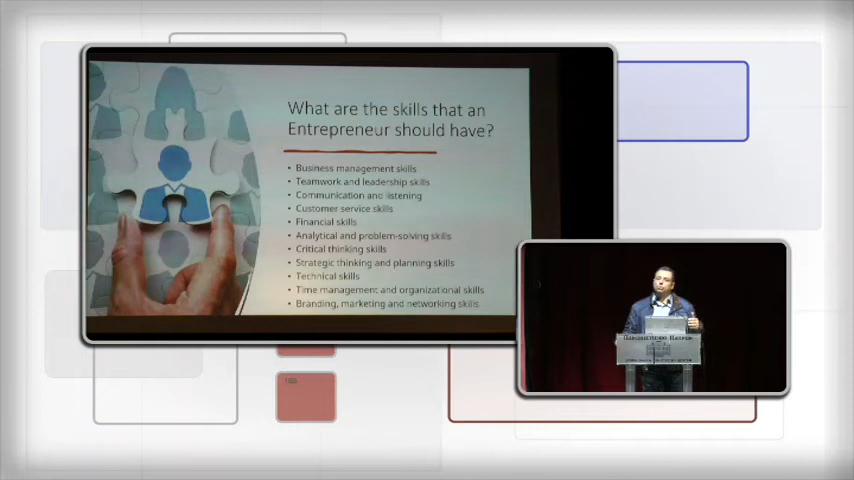 What are the skills that an
Entrepreneur should have?
• Business management skills
• Teamwork and leadership skills
• Communication and listening
• Customer service skills
• Financial skills
• Analytical and problem-solving skills
• Critical thinking skills
• Strategic thinking and planning skills
• Technical skills
• Time management and organizational skills
• Branding, marketing and networking skills